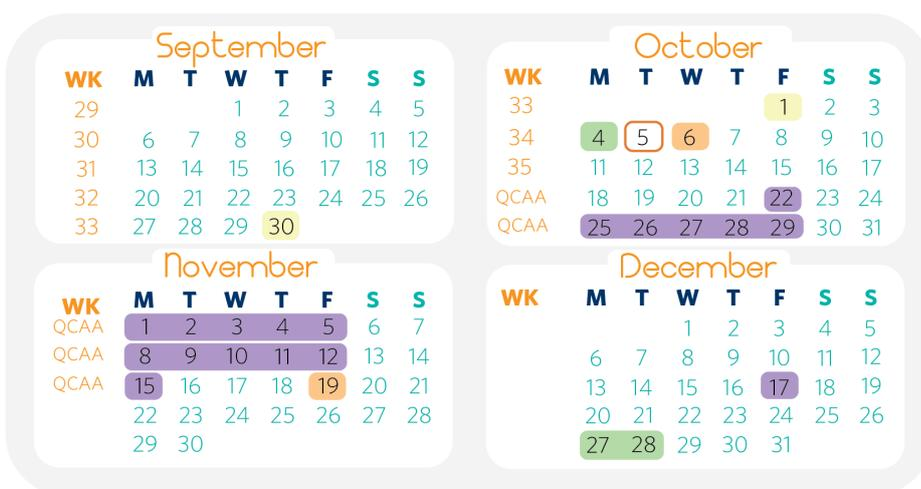 September
WK M T W T F S S
29 1 2 3 4 5
30 6 7 8 9 10 11 12
31 13 14 15 16 17 18 19
32 20 21 22 23 24 25 26
33 27 28 29 30
October
WK M T W T F S S
33 1 2 3
34 4 5 6 7 8 9 10
35 11 12 13 14 15 16 17
QCAA 18 19 20 21 22 23 24
QCAA 25 26 27 28 29 30 31
November
WK M T W T F S S
QCAA 1 2 3 4 5 6 7
QCAA 8 9 10 11 12 13 14
QCAA 15 16 17 18 19 20 21
22 23 24 25 26 27 28
29 30
December
WK M T W T F S S
1 2 3 4 5
6 7 8 9 10 11 12
13 14 15 16 17 18 19
20 21 22 23 24 25 26
27 28 29 30 31